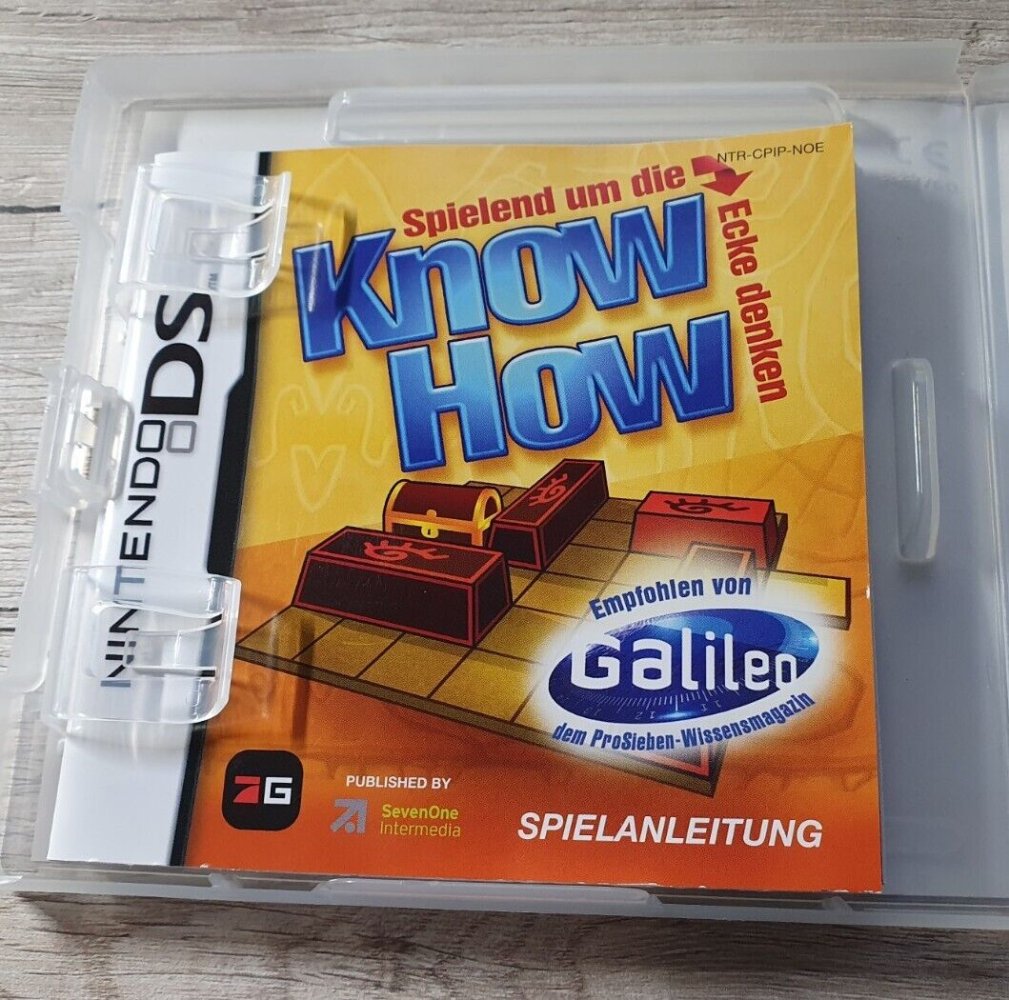 NTR-CPIP-NOE
Spielend um die
Ecke denken
Know
How
NINTENDO DS
TM
Empfohlen von
Galileo
dem ProSieben-Wissensmagazin
7G
PUBLISHED BY
SevenOne
Intermedia
SPIELANLEITUNG